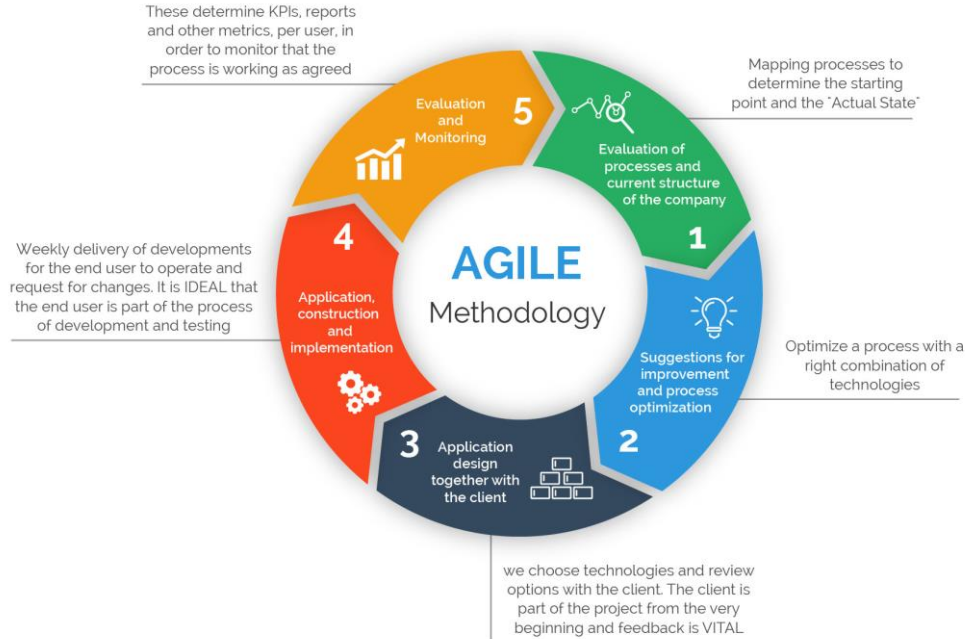 AGILE
Methodology
1
Evaluation of
processes and
current structure
of the company
Mapping processes to
determine the starting
point and the "Actual State"
2
Suggestions for
improvement
and process
optimization
Optimize a process with a
right combination of
technologies
3
Application
design
together with
the client
we choose technologies and review
options with the client. The client is
part of the project from the very
beginning and feedback is VITAL
4
Application,
construction
and
implementation
Weekly delivery of developments
for the end user to operate and
request for changes. It is IDEAL that
the end user is part of the process
of development and testing
5
Evaluation
and
Monitoring
These determine KPIs, reports
and other metrics, per user, in
order to monitor that the
process is working as agreed